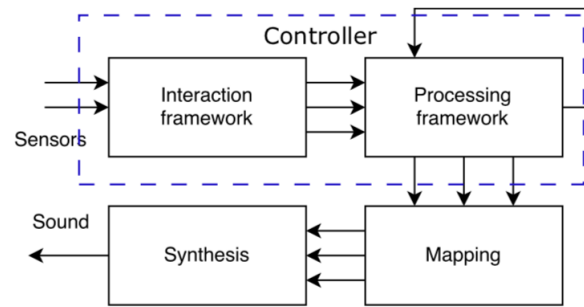 Controller
Interaction
framework
Processing
framework
Sensors
Sound
Synthesis
Mapping